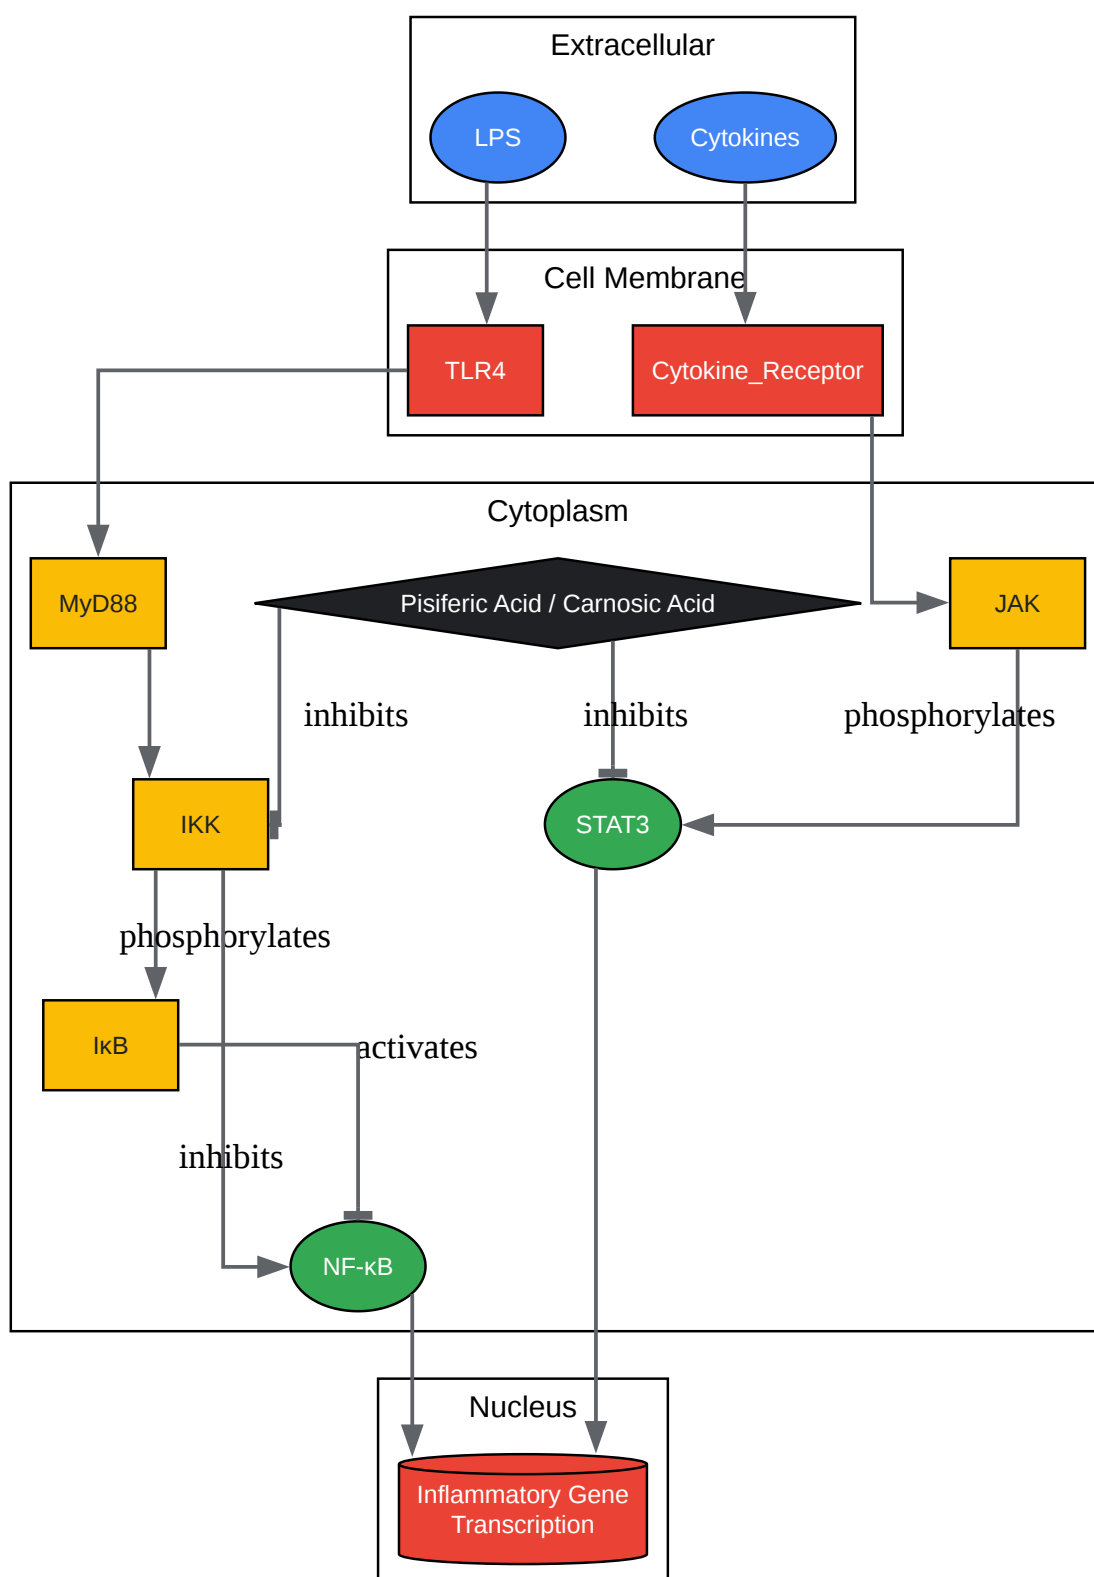 Extracellular
LPS
Cytokines
Cell Membrane
TLR4
Cytokine_Receptor
Cytoplasm
MyD88
Pisiferic Acid / Carnosic Acid
JAK
inhibits
inhibits
phosphorylates
IKK
STAT3
phosphorylates
IκB
activates
inhibits
NF-κB
Nucleus
Inflammatory Gene
Transcription